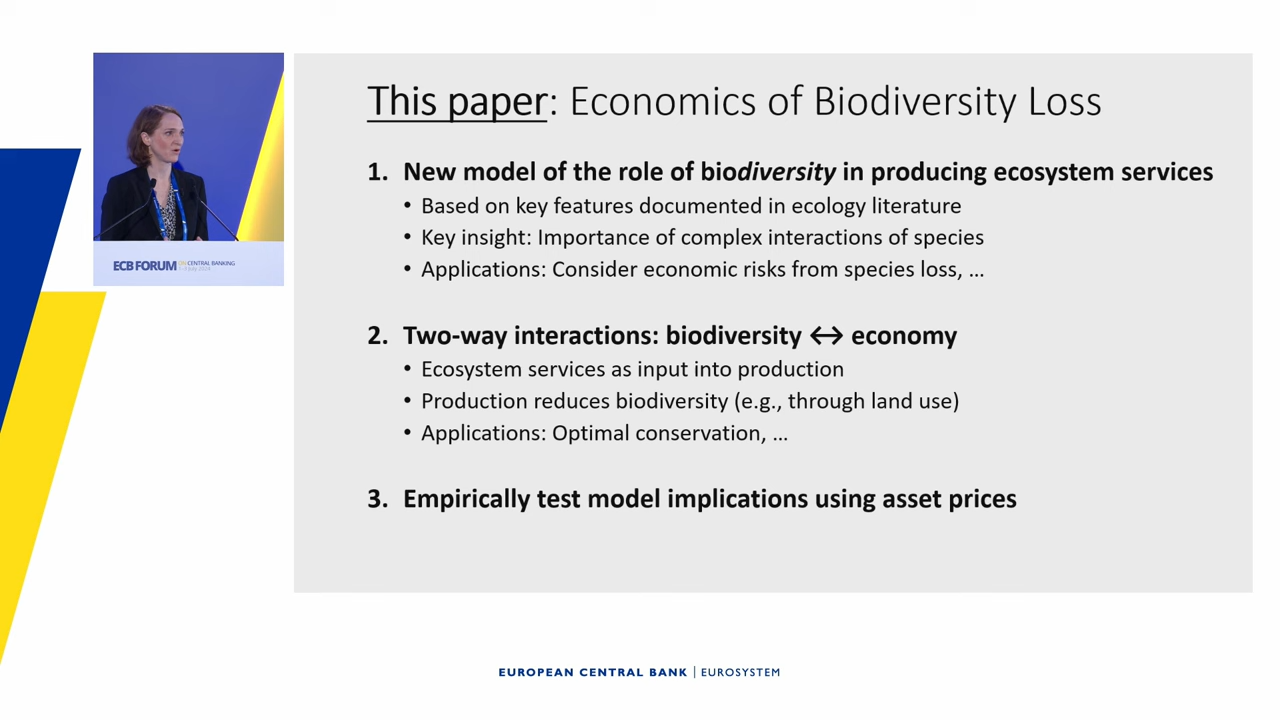 This paper: Economics of Biodiversity Loss
1. New model of the role of biodiversity in producing ecosystem services
• Based on key features documented in ecology literature
• Key insight: Importance of complex interactions of species
• Applications: Consider economic risks from species loss, ...
2. Two-way interactions: biodiversity ↔ economy
• Ecosystem services as input into production
• Production reduces biodiversity (e.g., through land use)
• Applications: Optimal conservation, ...
3. Empirically test model implications using asset prices
ECB FORUM ON CENTRAL BANKING
July 2024
EUROPEAN CENTRAL BANK | EUROSYSTEM